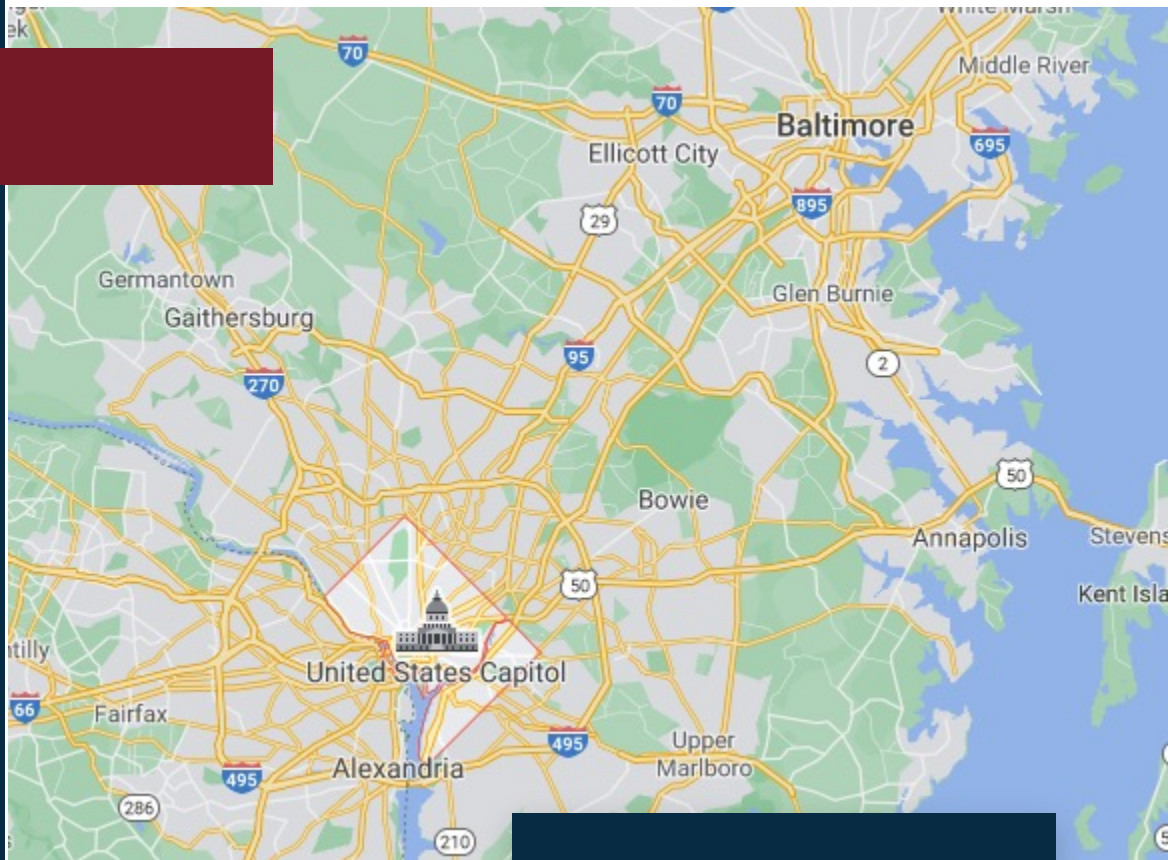 ek
White Marsh
70
Middle River
70
Baltimore
695
Ellicott City
895
29
Germantown
Glen Burnie
Gaithersburg
95
2
270
50
Bowie
Annapolis
Stevens
50
Kent Isla
ntilly
United States Capitol
66
Fairfax
495
Upper
Marlboro
Alexandria
495
286
210